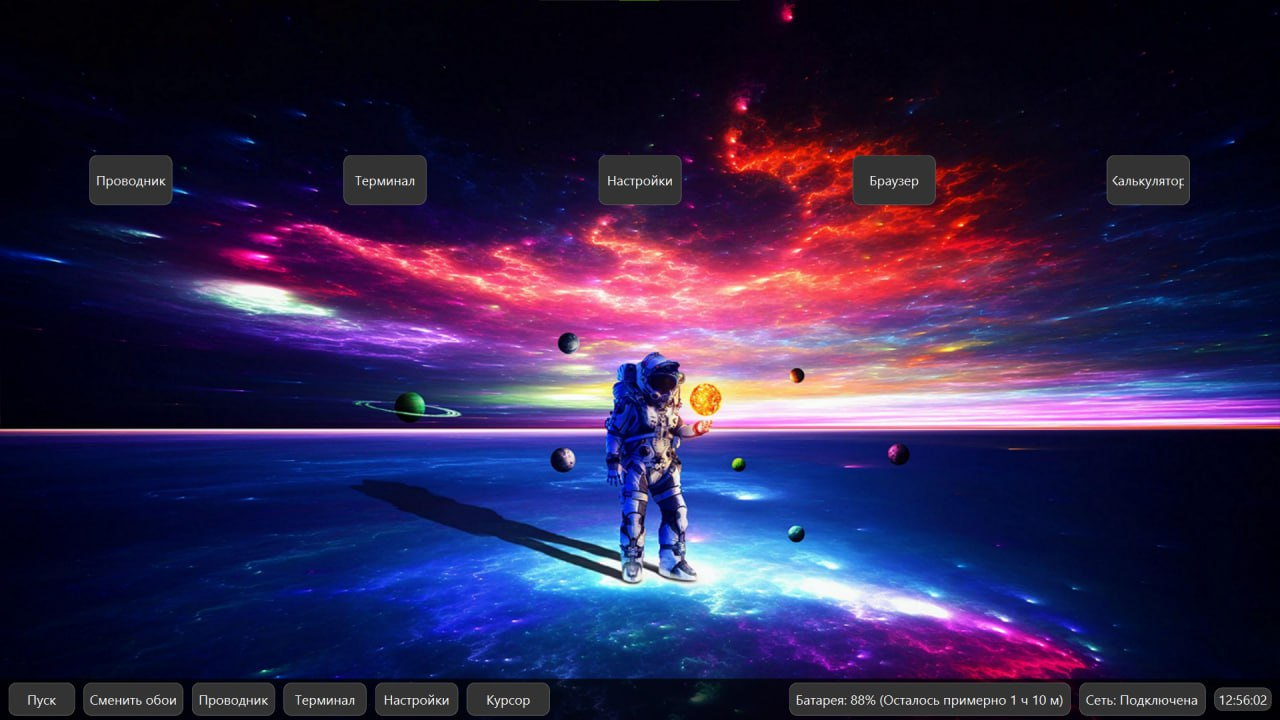 Проводник
Терминал
Настройки
Браузер
Калькулятор
Пуск
Сменить обои
Проводник
Терминал
Настройки
Курсор
Батарея: 88% (Осталось примерно 1 ч 10 м)
Сеть: Подключена
12:56:02